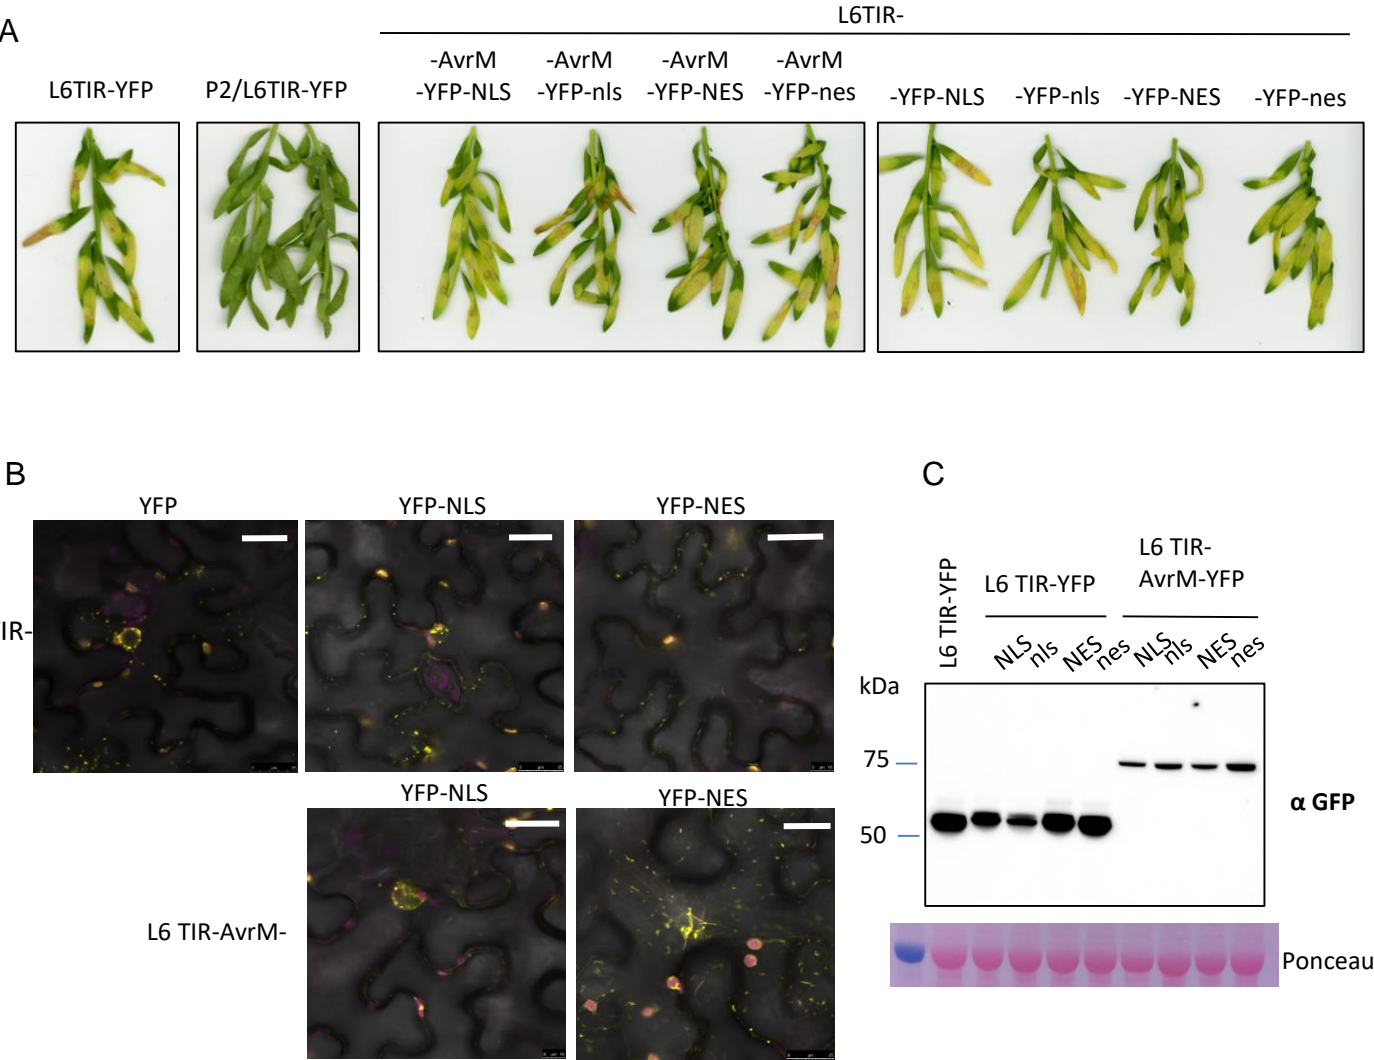 A
L6TIR-
L6TIR-YFP
P2/L6TIR-YFP
-AvrM
-YFP-NLS
-AvrM
-YFP-nls
-AvrM
-YFP-NES
-AvrM
-YFP-nes
-YFP-NLS
-YFP-nls
-YFP-NES
-YFP-nes
B
YFP
YFP-NLS
YFP-NES
TIR-
YFP-NLS
YFP-NES
L6 TIR-AvrM-
C
L6 TIR-YFP
L6 TIR-YFP
L6 TIR-
AvrM-YFP
NLS
nls
NES
nes
NLS
nls
NES
nes
kDa
75
50
α GFP
Ponceau